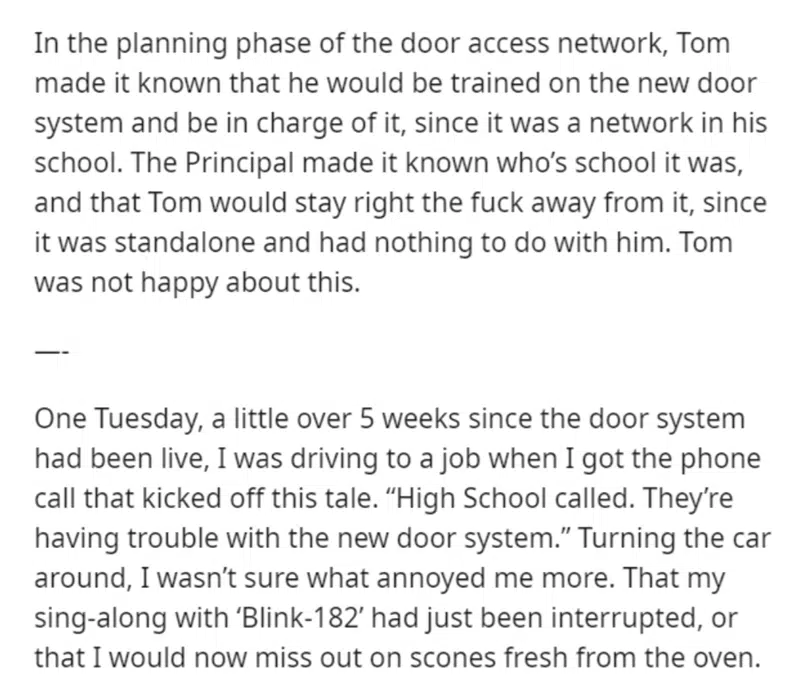 In the planning phase of the door access network, Tom
made it known that he would be trained on the new door
system and be in charge of it, since it was a network in his
school. The Principal made it known who’s school it was,
and that Tom would stay right the fuck away from it, since
it was standalone and had nothing to do with him. Tom
was not happy about this.
—-
One Tuesday, a little over 5 weeks since the door system
had been live, I was driving to a job when I got the phone
call that kicked off this tale. “High School called. They’re
having trouble with the new door system.” Turning the car
around, I wasn’t sure what annoyed me more. That my
sing-along with ‘Blink-182’ had just been interrupted, or
that I would now miss out on scones fresh from the oven.